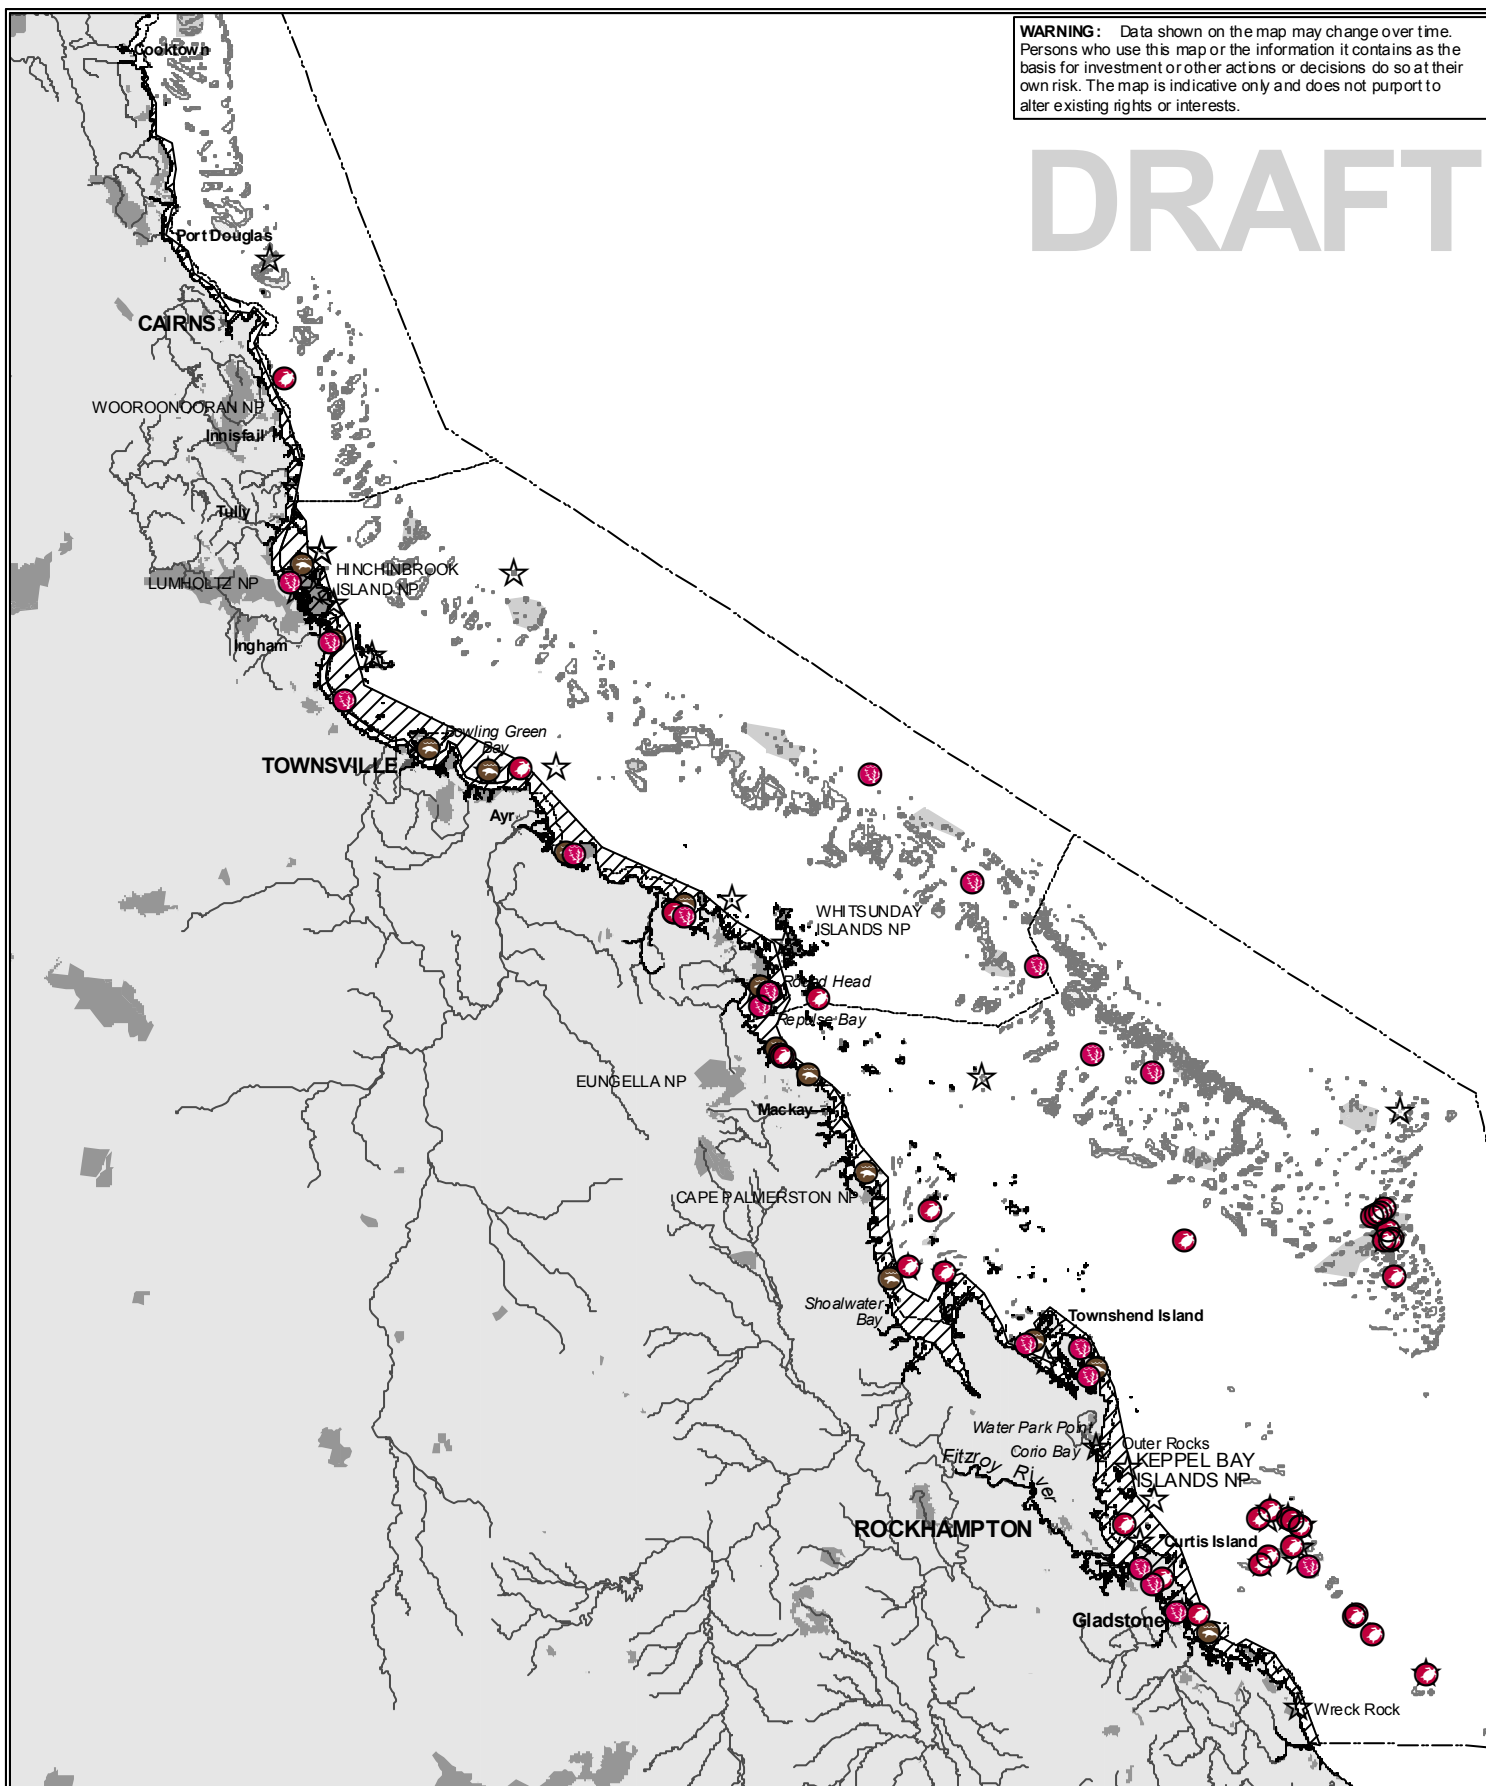 WARNING: Data shown on the map may change over time.
Persons who use this map or the information it contains as the
basis for investment or other actions or decisions do so at their
own risk. The map is indicative only and does not purport to
alter existing rights or interests.
DRAFT
Cooktown
Port Douglas
CAIRNS
WOOROONOORAN NP
Innisfail
Tully
LUMHOLTZ NP
HINCHINBROOK
ISLAND NP
Ingham
Bowling Green
Bay
TOWNSVILLE
Ayr
WHITSUNDAY
ISLANDS NP
Round Head
Repulse Bay
EUNGELLA NP
Mackay
CAPE PALMERSTON NP
Shoalwater
Bay
Townshend Island
Water Park Point
Corio Bay
Outer Rocks
KEPPEL BAY
ISLANDS NP
Fitzroy River
ROCKHAMPTON
Curtis Island
Gladstone
Wreck Rock